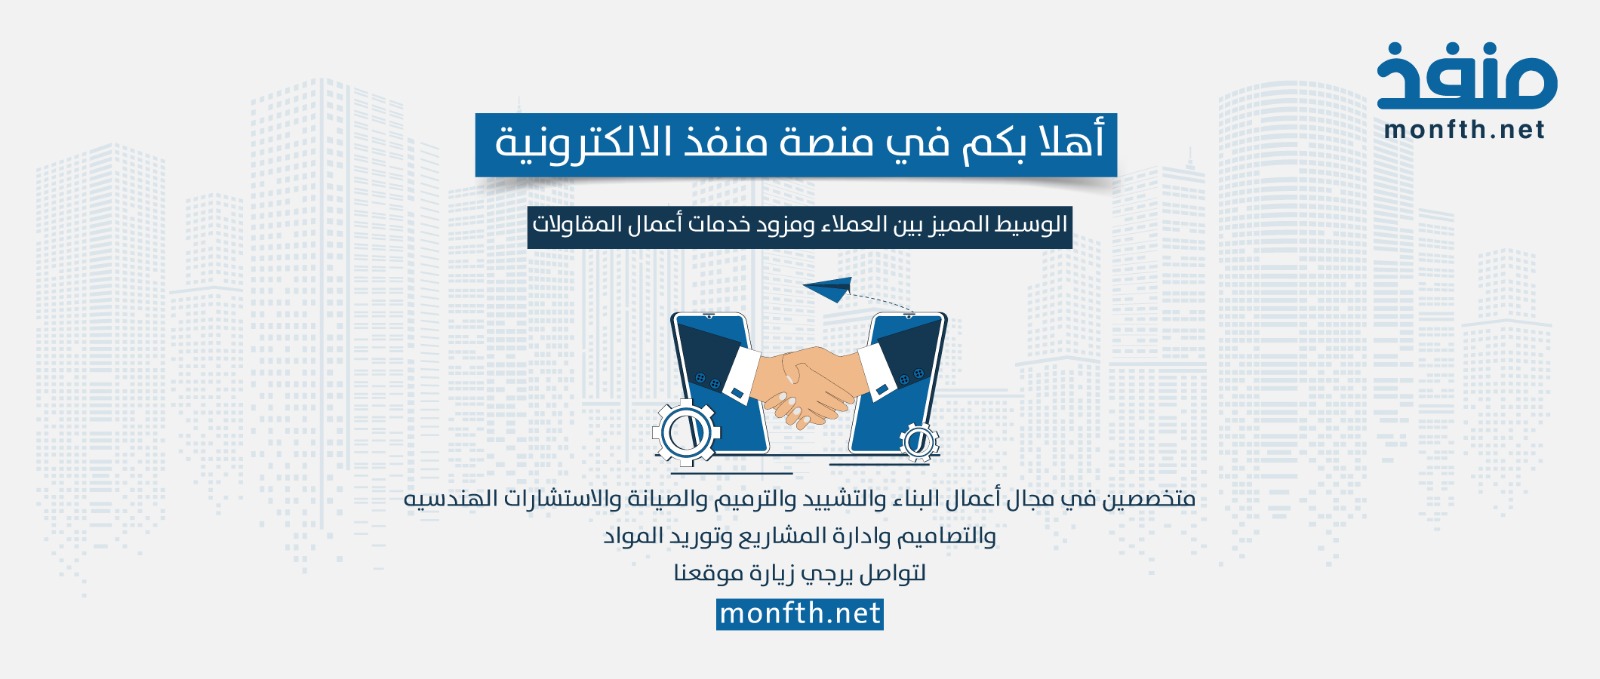 منفذ
monfth.net
أهلا بكم في منصة منفذ الالكترونية
الوسيط المميز بين العملاء ومزود خدمات أعمال المقاولات
متخصصين في مجال أعمال البناء والتشييد والترميم والصيانة والاستشارات الهندسيه
والتصاميم وادارة المشاريع وتوريد المواد
لتواصل يرجي زيارة موقعنا
monfth.net